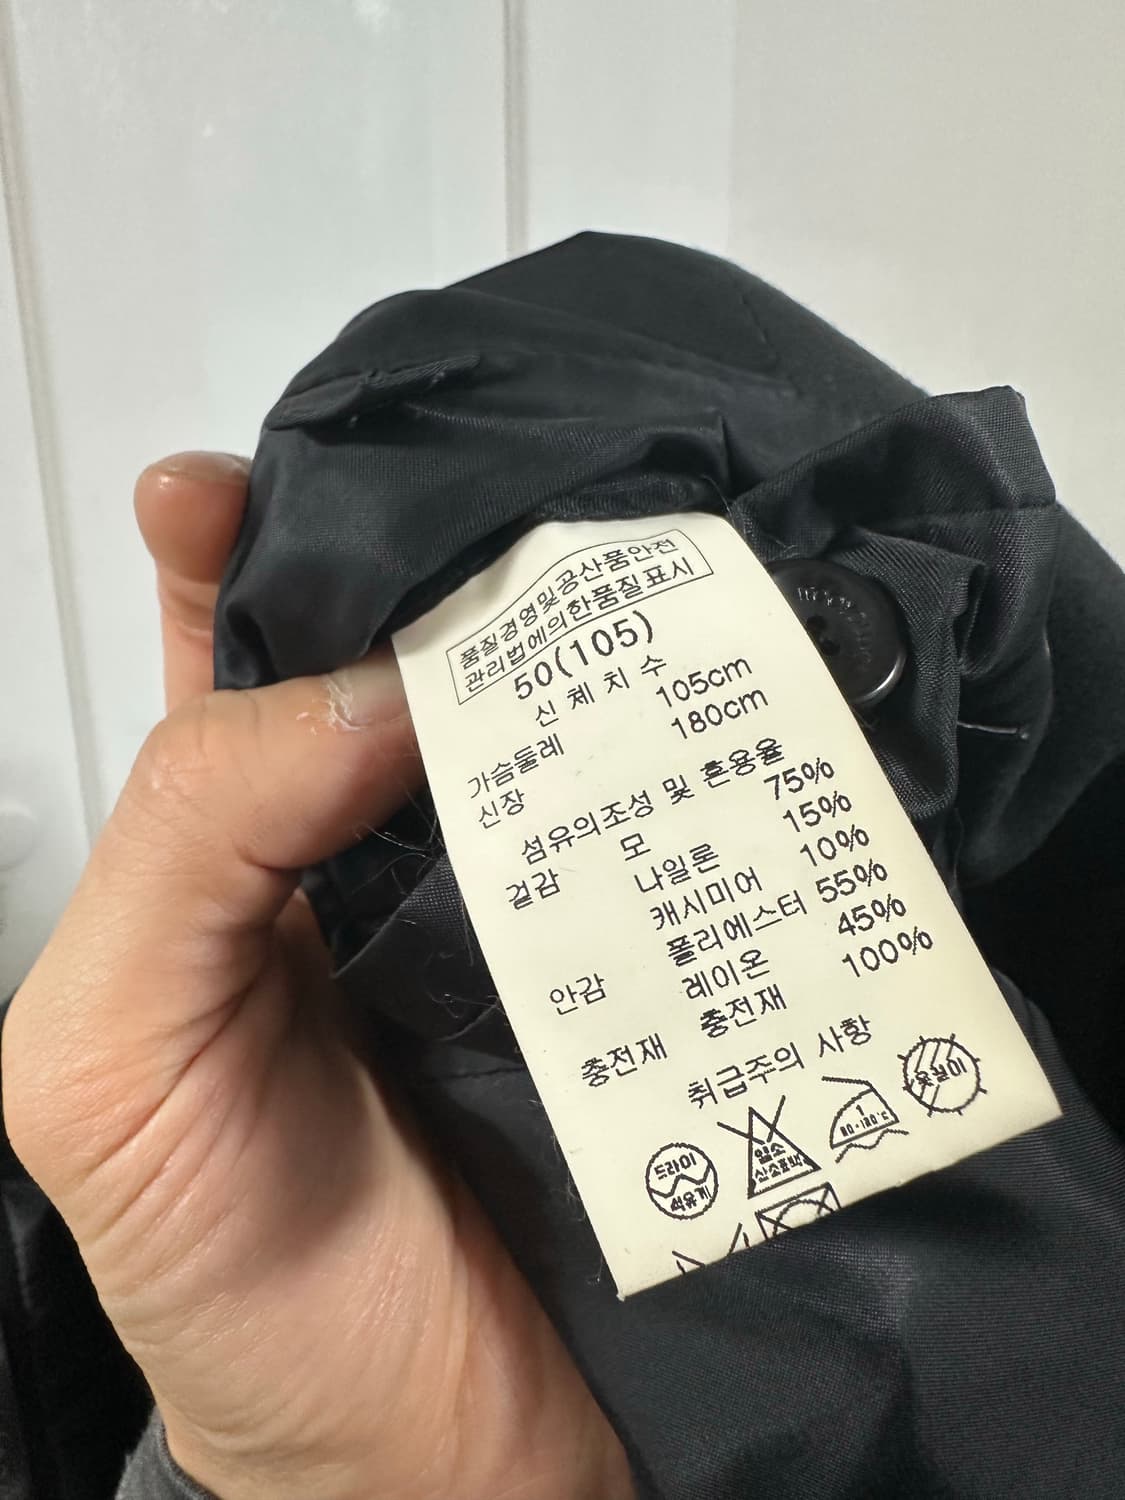 품질경영및공산품안전
관리법에의한품질표시
50(105)
신 체 치 수
가슴둘레 105cm
신장 180cm
섬유의조성 및 혼용율
겉감 모 75%
나일론 15%
캐시미어 10%
안감 폴리에스터 55%
레이온 45%
충전재 충전재 100%
취급주의 사항
드라이
석유계
염소
산소표백
1
80-120℃
옷걸이